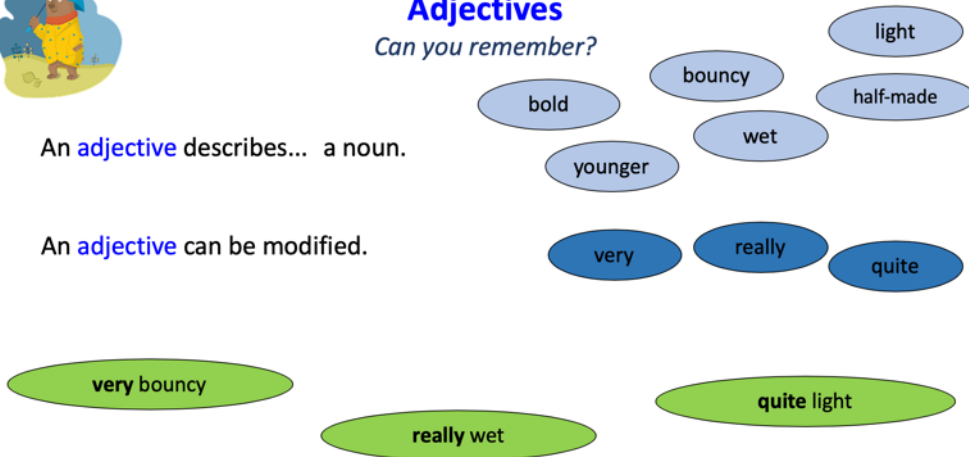 Adjectives
Can you remember?
light
bouncy
half-made
bold
wet
An adjective describes... a noun.
younger
An adjective can be modified.
very
really
quite
very bouncy
quite light
really wet